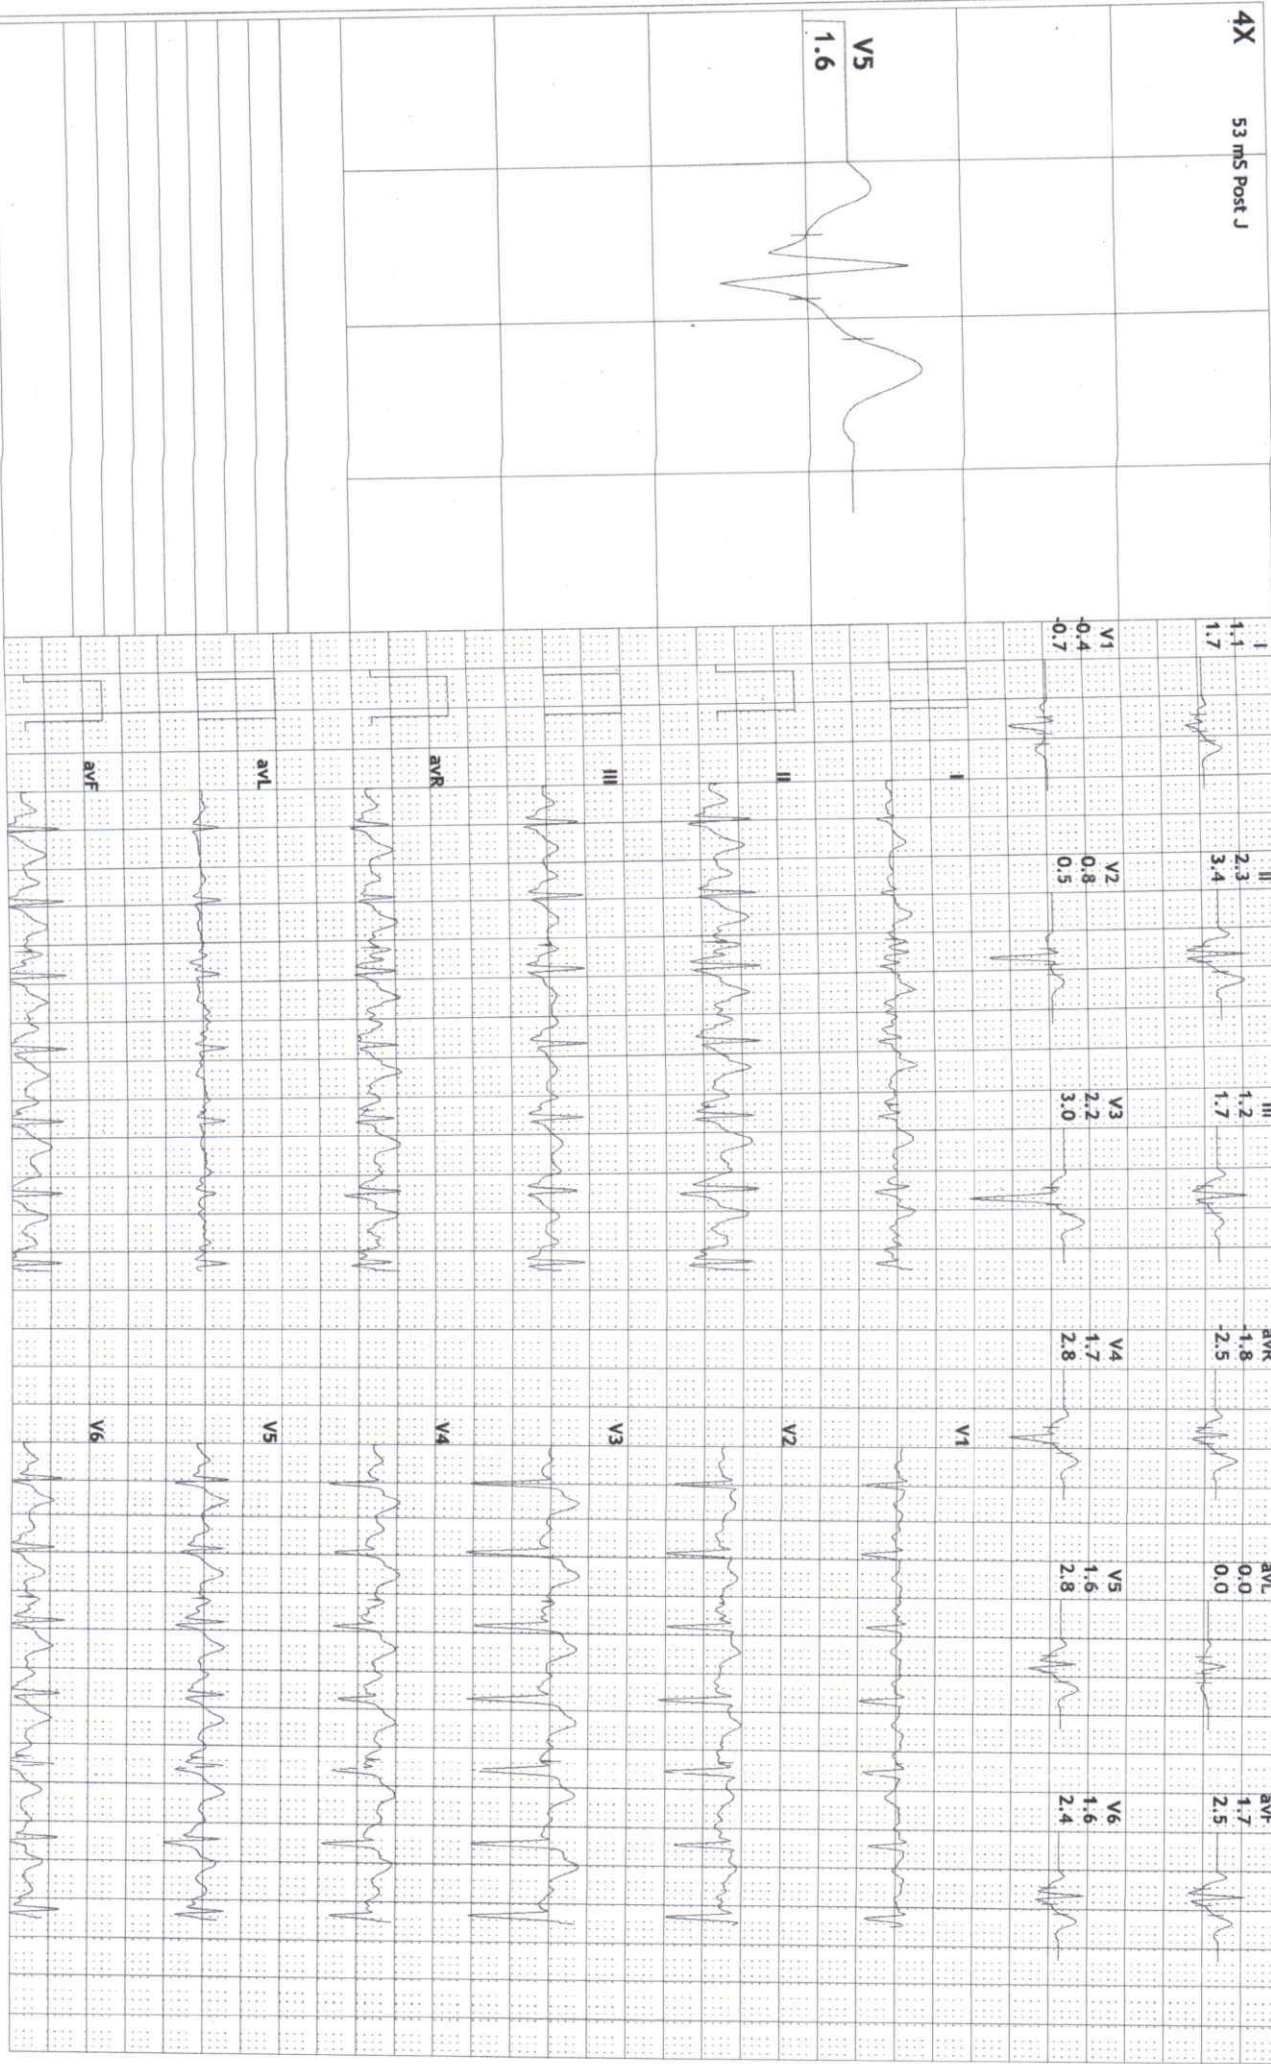 4X 53 mS Post J
V5
1.6
I II III avR avL avF
1.1 2.3 1.2 -1.8 0.0 1.7
1.7 3.4 1.7 -2.5 0.0 2.5
V1 V2 V3 V4 V5 V6
-0.4 0.8 2.2 1.7 1.6 1.6
-0.7 0.5 3.0 2.8 2.8 2.4
I V1
II V2
III V3
avR V4
avL V5
avF V6